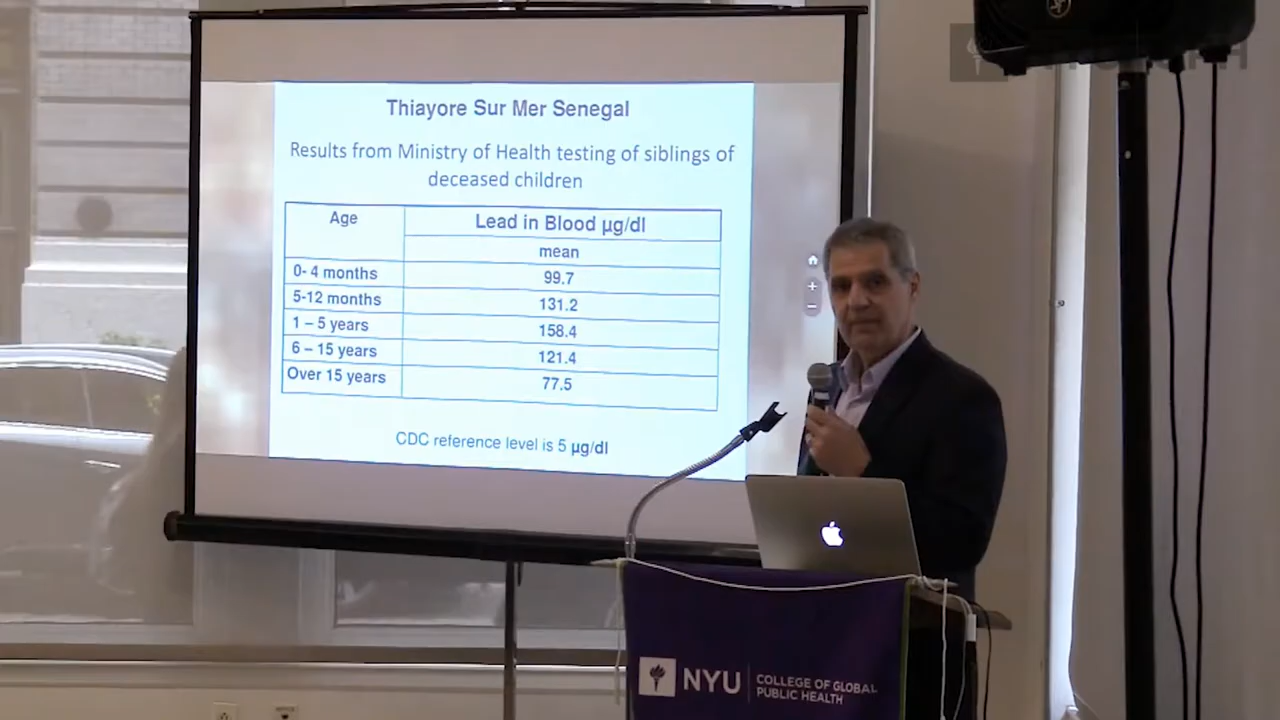 Thiayore Sur Mer Senegal
Results from Ministry of Health testing of siblings of
deceased children
Age
Lead in Blood µg/dl
mean
0- 4 months 99.7
5-12 months 131.2
1 – 5 years 158.4
6 – 15 years 121.4
Over 15 years 77.5
CDC reference level is 5 µg/dl
NYU
COLLEGE OF GLOBAL
PUBLIC HEALTH